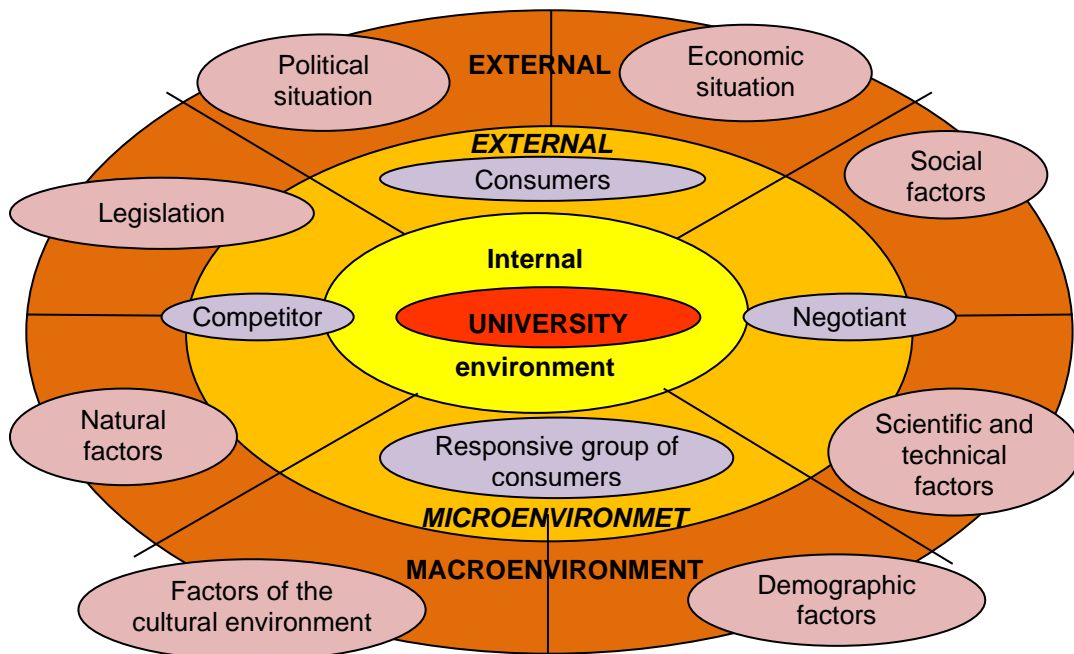 Political
situation
EXTERNAL
Economic
situation
EXTERNAL
Consumers
Social
factors
Legislation
Internal
Competitor
UNIVERSITY
Negotiant
environment
Natural
factors
Responsive group of
consumers
Scientific and
technical
factors
MICROENVIRONMET
MACROENVIRONMENT
Factors of the
cultural environment
Demographic
factors